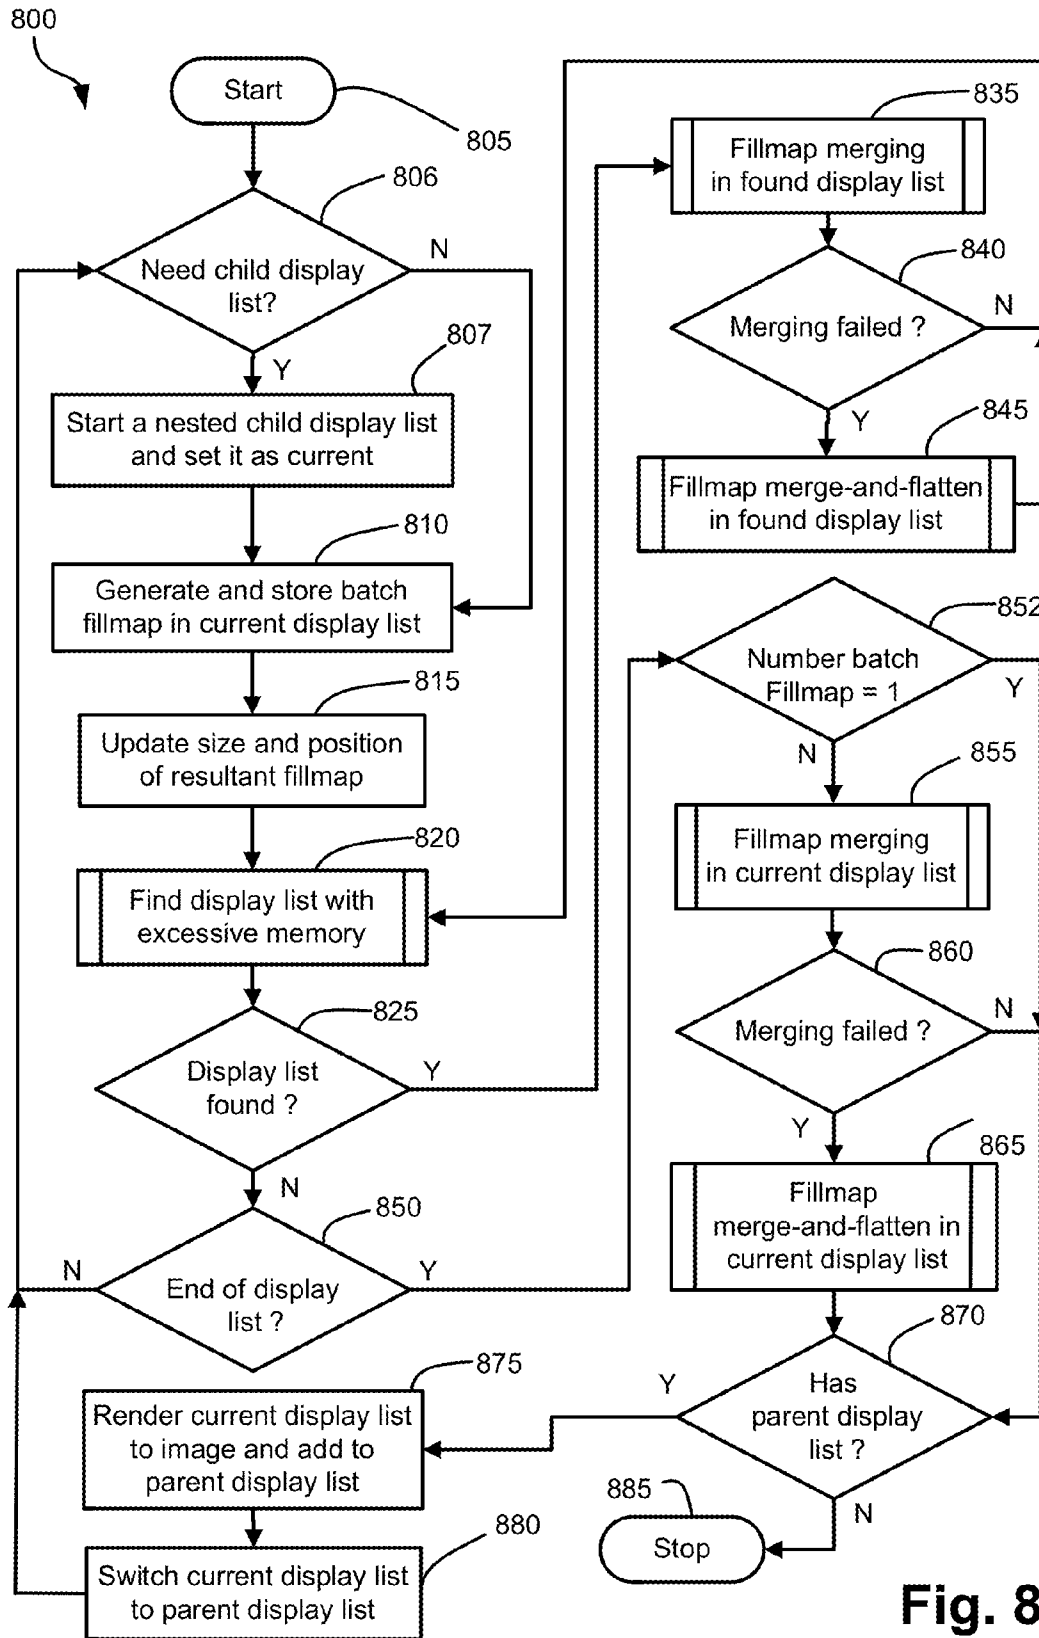 800
Start
805
806
Need child display
list?
N
Y
807
Start a nested child display list
and set it as current
810
Generate and store batch
fillmap in current display list
815
Update size and position
of resultant fillmap
820
Find display list with
excessive memory
825
Display list
found ?
Y
N
850
End of display
list ?
N
Y
875
Render current display list
to image and add to
parent display list
880
Switch current display list
to parent display list
835
Fillmap merging
in found display list
840
Merging failed ?
N
Y
845
Fillmap merge-and-flatten
in found display list
852
Number batch
Fillmap = 1
Y
N
855
Fillmap merging
in current display list
860
Merging failed ?
N
Y
865
Fillmap
merge-and-flatten in
current display list
870
Has
parent display
list ?
Y
N
885
Stop
Fig. 8